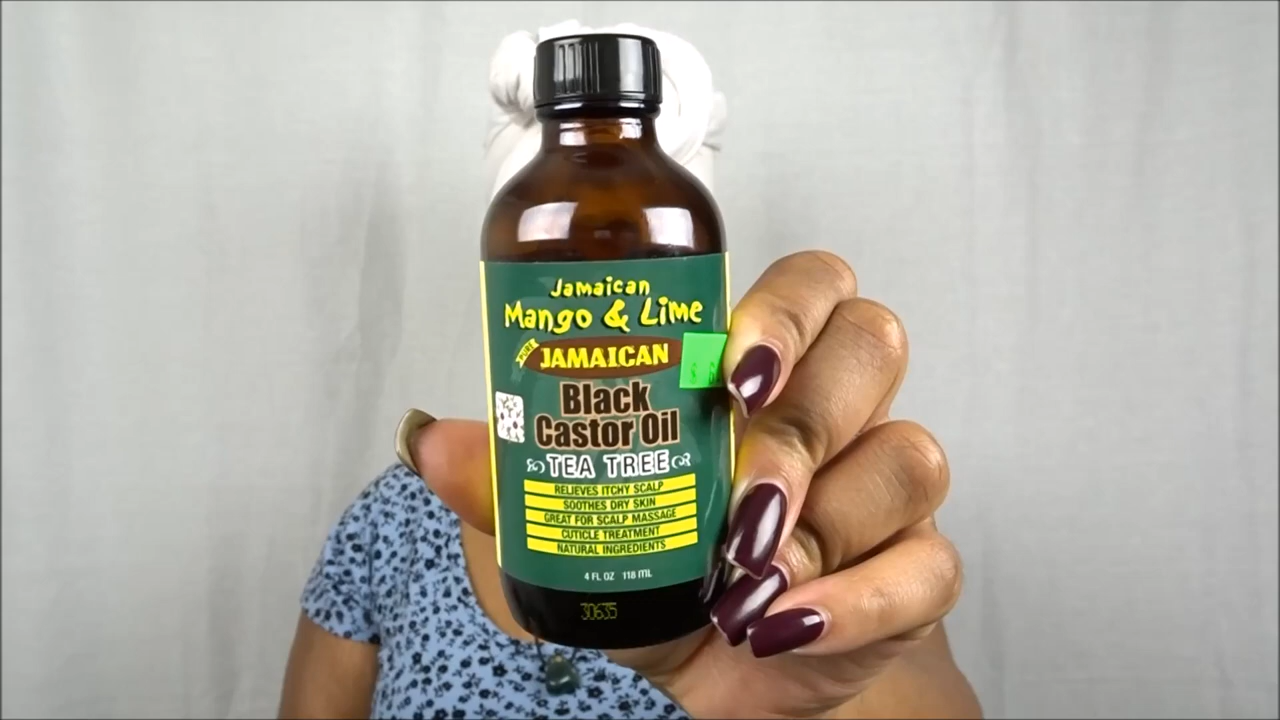 Jamaican
Mango & Lime
PURE JAMAICAN
$ 6
Black
Castor Oil
TEA TREE
RELIEVES ITCHY SCALP
SOOTHES DRY SKIN
GREAT FOR SCALP MASSAGE
CUTICLE TREATMENT
NATURAL INGREDIENTS
4 FL OZ 118 mL
30635